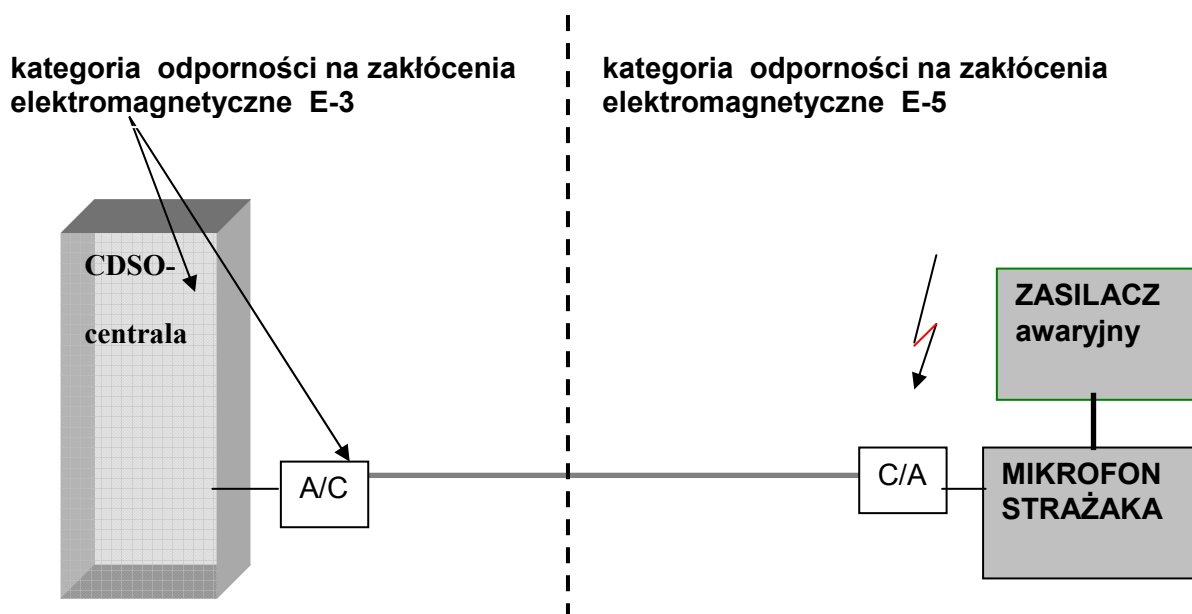 kategoria odporności na zakłócenia
elektromagnetyczne E-3
kategoria odporności na zakłócenia
elektromagnetyczne E-5
CDSO-
centrala
ZASILACZ
awaryjny
A/C
C/A
MIKROFON
STRAŻAKA